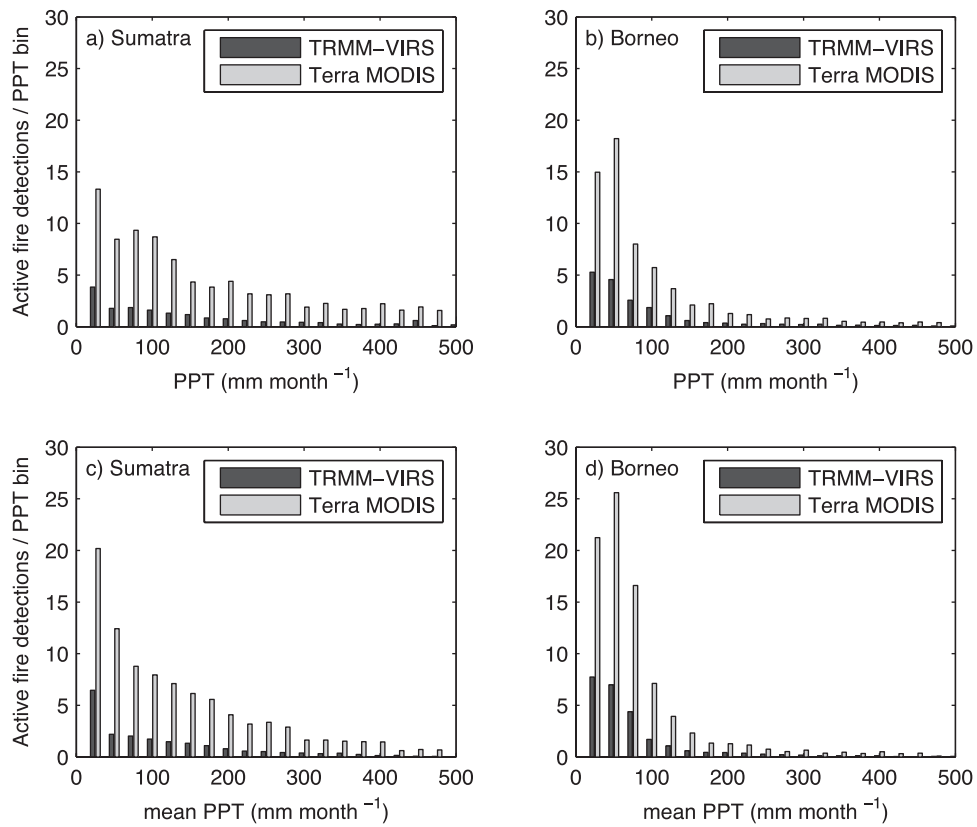 Active fire detections / PPT bin
30
25
20
15
10
5
0
a) Sumatra
TRMM−VIRS
Terra MODIS
0 100 200 300 400 500
PPT (mm month −1)
30
25
20
15
10
5
0
b) Borneo
TRMM−VIRS
Terra MODIS
0 100 200 300 400 500
PPT (mm month −1)
Active fire detections / PPT bin
30
25
20
15
10
5
0
c) Sumatra
TRMM−VIRS
Terra MODIS
0 100 200 300 400 500
mean PPT (mm month −1)
30
25
20
15
10
5
0
d) Borneo
TRMM−VIRS
Terra MODIS
0 100 200 300 400 500
mean PPT (mm month −1)